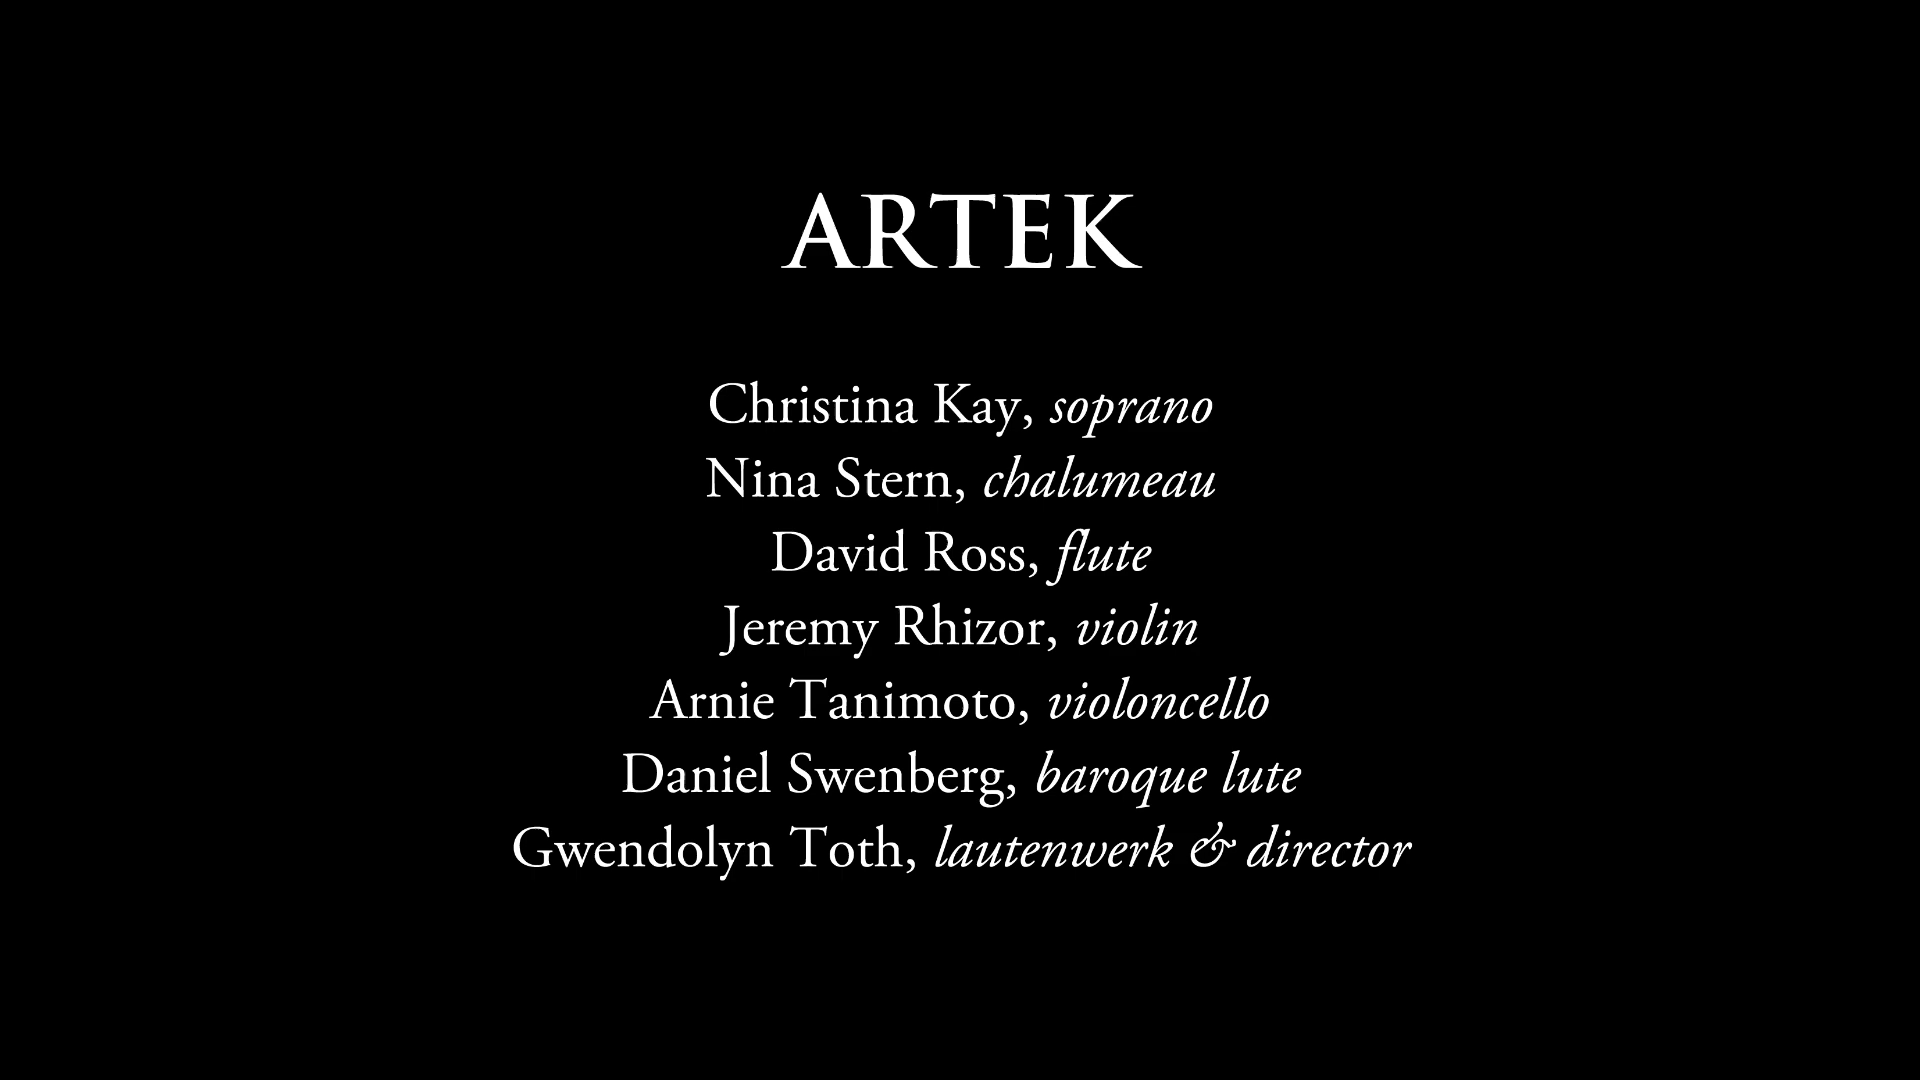 ARTEK
Christina Kay, soprano
Nina Stern, chalumeau
David Ross, flute
Jeremy Rhizor, violin
Arnie Tanimoto, violoncello
Daniel Swenberg, baroque lute
Gwendolyn Toth, lautenwerk & director